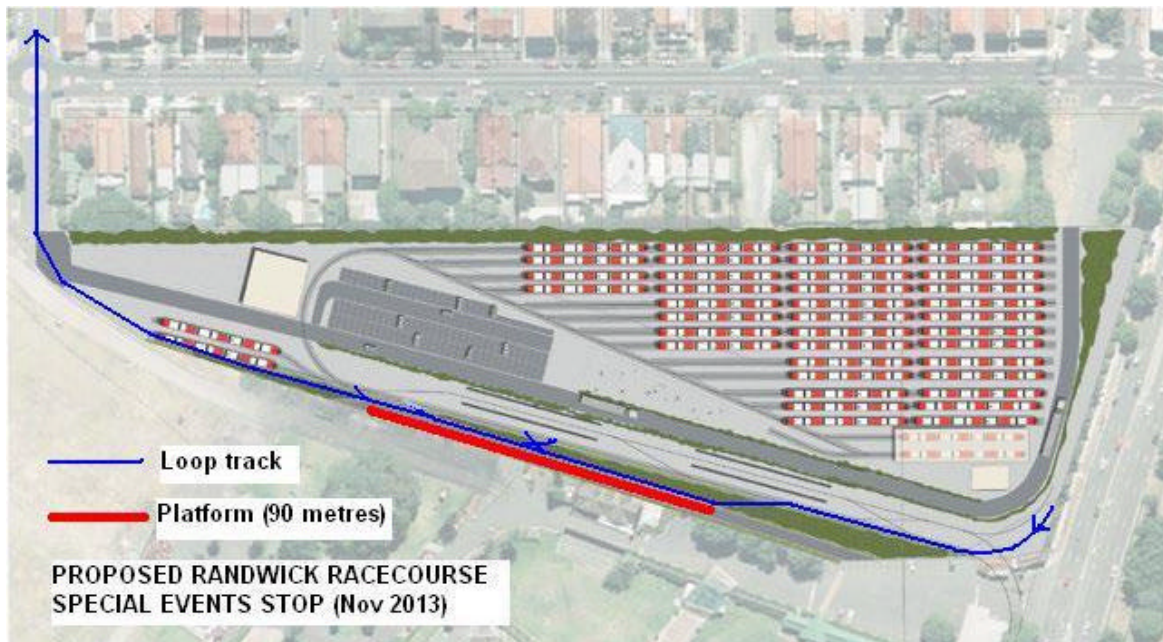 Loop track
Platform (90 metres)
PROPOSED RANDWICK RACECOURSE
SPECIAL EVENTS STOP (Nov 2013)